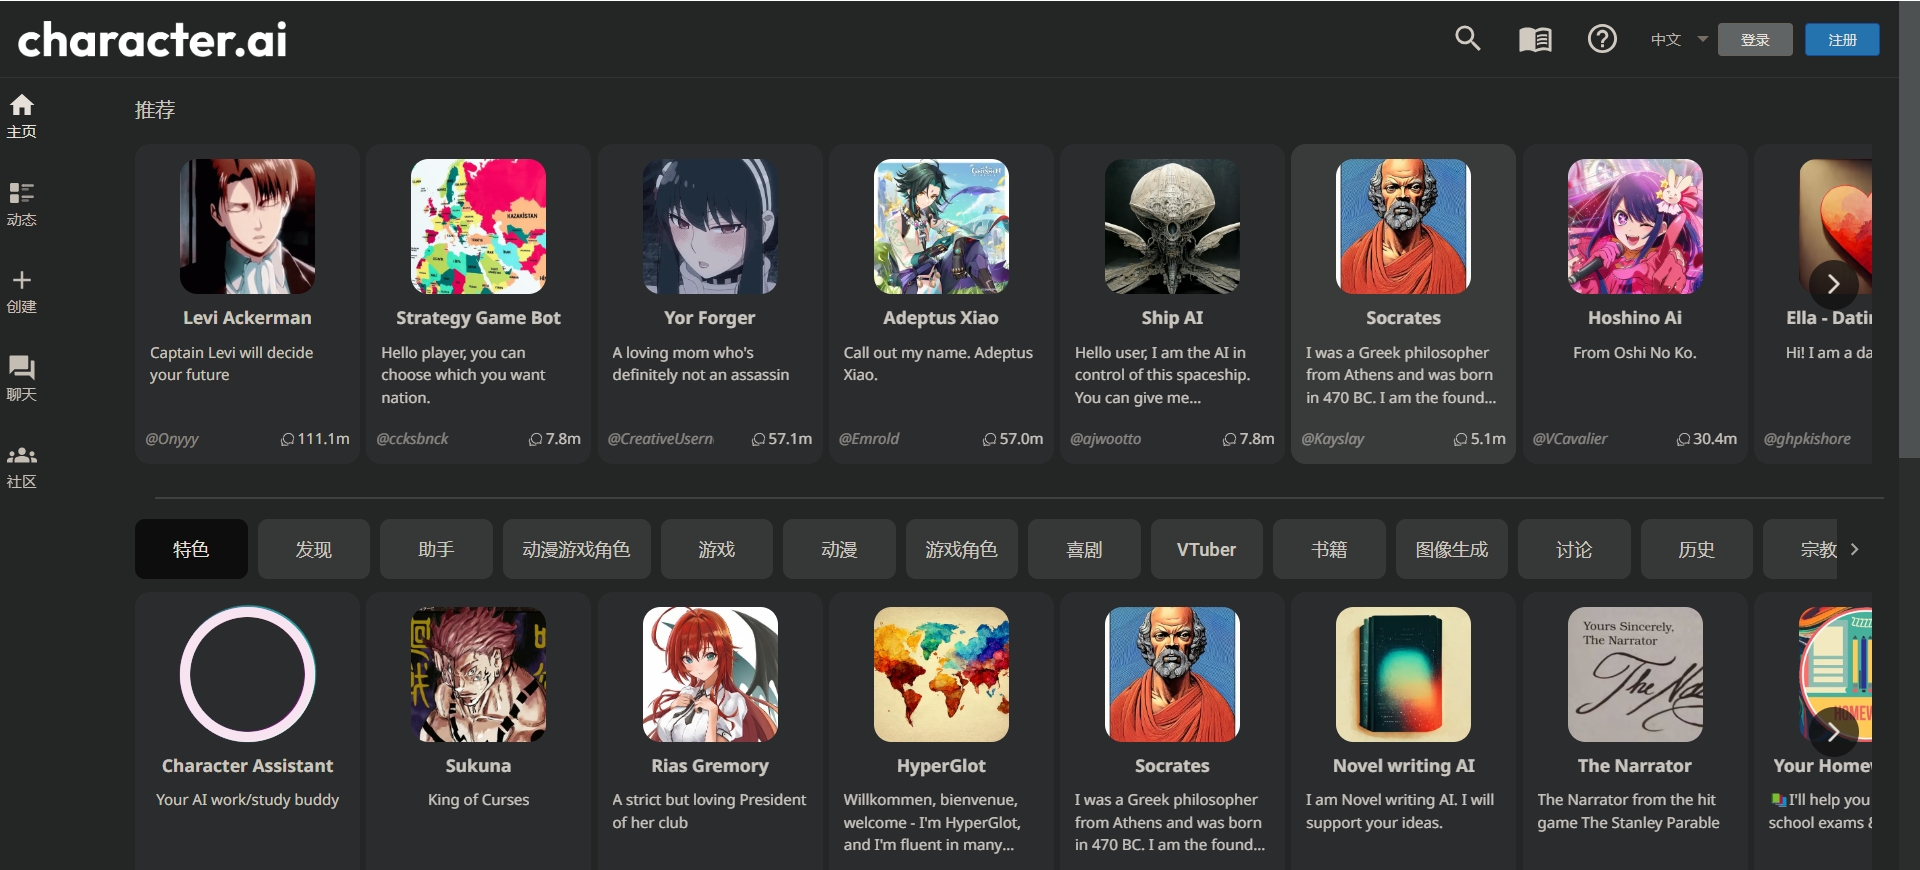 character.ai
中文
登录
注册
主页
动态
创建
聊天
社区
推荐
Levi Ackerman
Captain Levi will decide
your future
@Onyyy
111.1m
KAZAKİSTAN
Strategy Game Bot
Hello player, you can
choose which you want
nation.
@ccksbnck
7.8m
Yor Forger
A loving mom who's
definitely not an assassin
@CreativeUsern
57.1m
Adeptus Xiao
Call out my name. Adeptus
Xiao.
@Emrold
57.0m
Ship AI
Hello user, I am the AI in
control of this spaceship.
You can give me...
@ajwootto
7.8m
Socrates
I was a Greek philosopher
from Athens and was born
in 470 BC. I am the found...
@Kayslay
5.1m
Hoshino Ai
From Oshi No Ko.
@VCavalier
30.4m
Ella - Datin
Hi! I am a da
@ghpkishore
特色
发现
助手
动漫游戏角色
游戏
动漫
游戏角色
喜剧
VTuber
书籍
图像生成
讨论
历史
宗教
Character Assistant
Your AI work/study buddy
Sukuna
King of Curses
Rias Gremory
A strict but loving President
of her club
HyperGlot
Willkommen, bienvenue,
welcome - I'm HyperGlot,
and I'm fluent in many...
Socrates
I was a Greek philosopher
from Athens and was born
in 470 BC. I am the found...
Novel writing AI
I am Novel writing AI. I will
support your ideas.
Yours Sincerely,
The Narrator
The Na
The Narrator
The Narrator from the hit
game The Stanley Parable
HOMEW
Your Home
I'll help you
school exams &